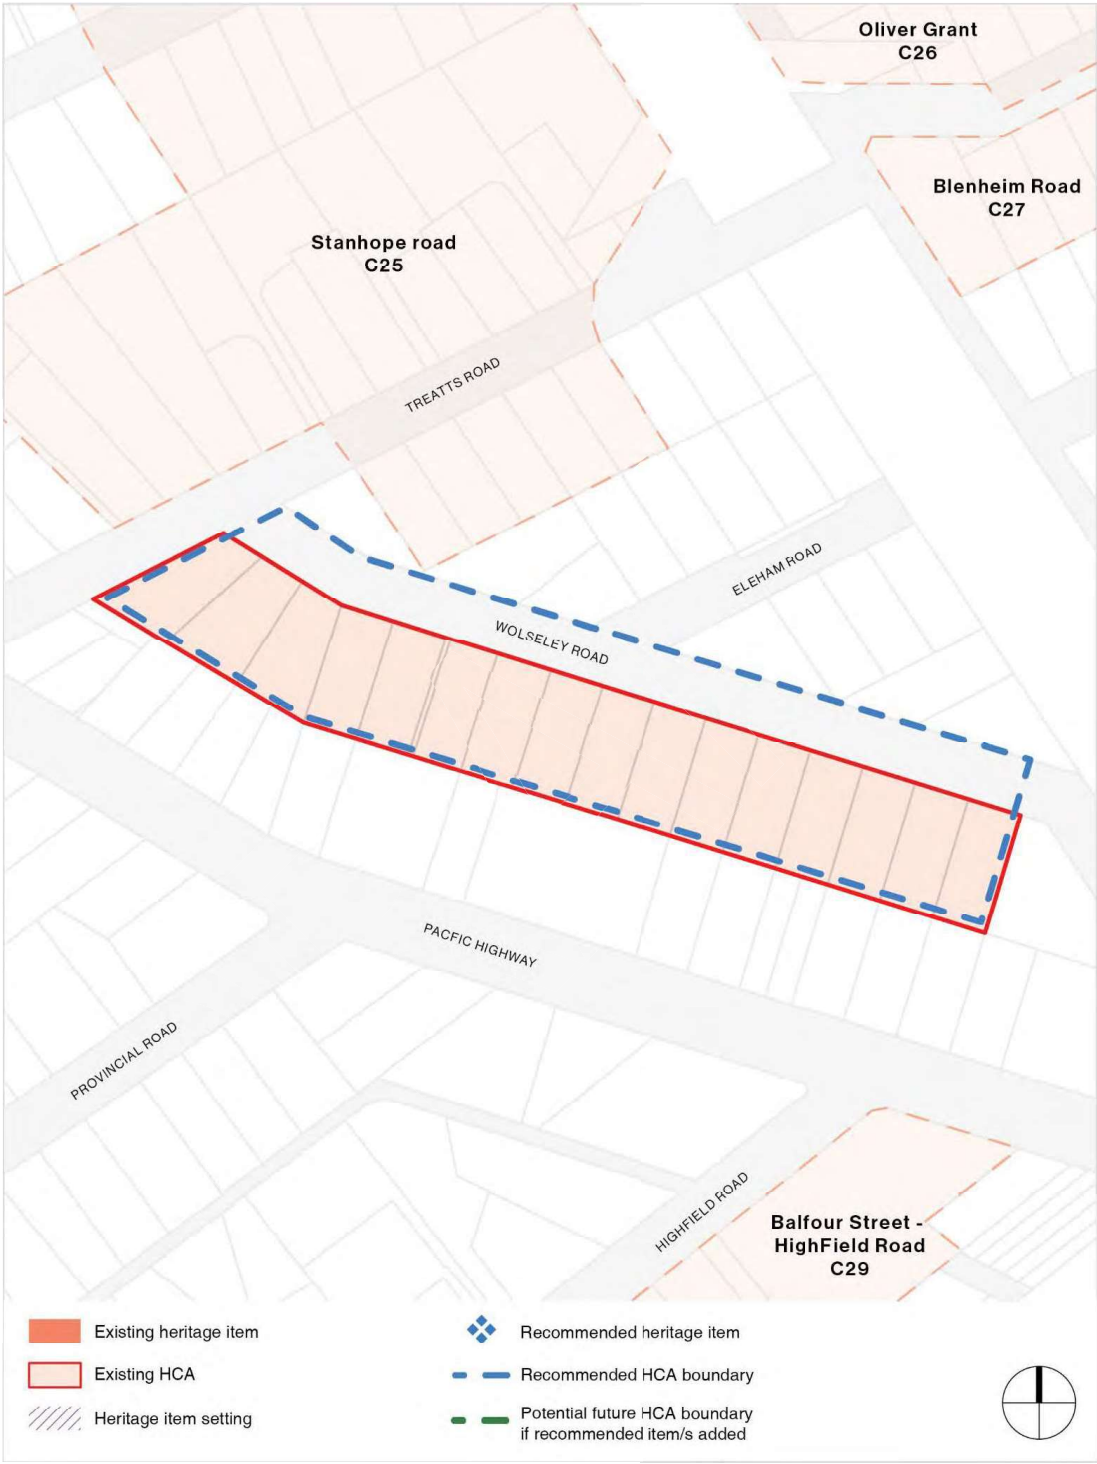 Oliver Grant
C26
Blenheim Road
C27
Stanhope road
C25
TREATTS ROAD
ELEHAM ROAD
WOLSELEY ROAD
PACFIC HIGHWAY
PROVINCIAL ROAD
HIGHFIELD ROAD
Balfour Street -
HighField Road
C29
Existing heritage item
Existing HCA
Heritage item setting
Recommended heritage item
Recommended HCA boundary
Potential future HCA boundary
if recommended item/s added